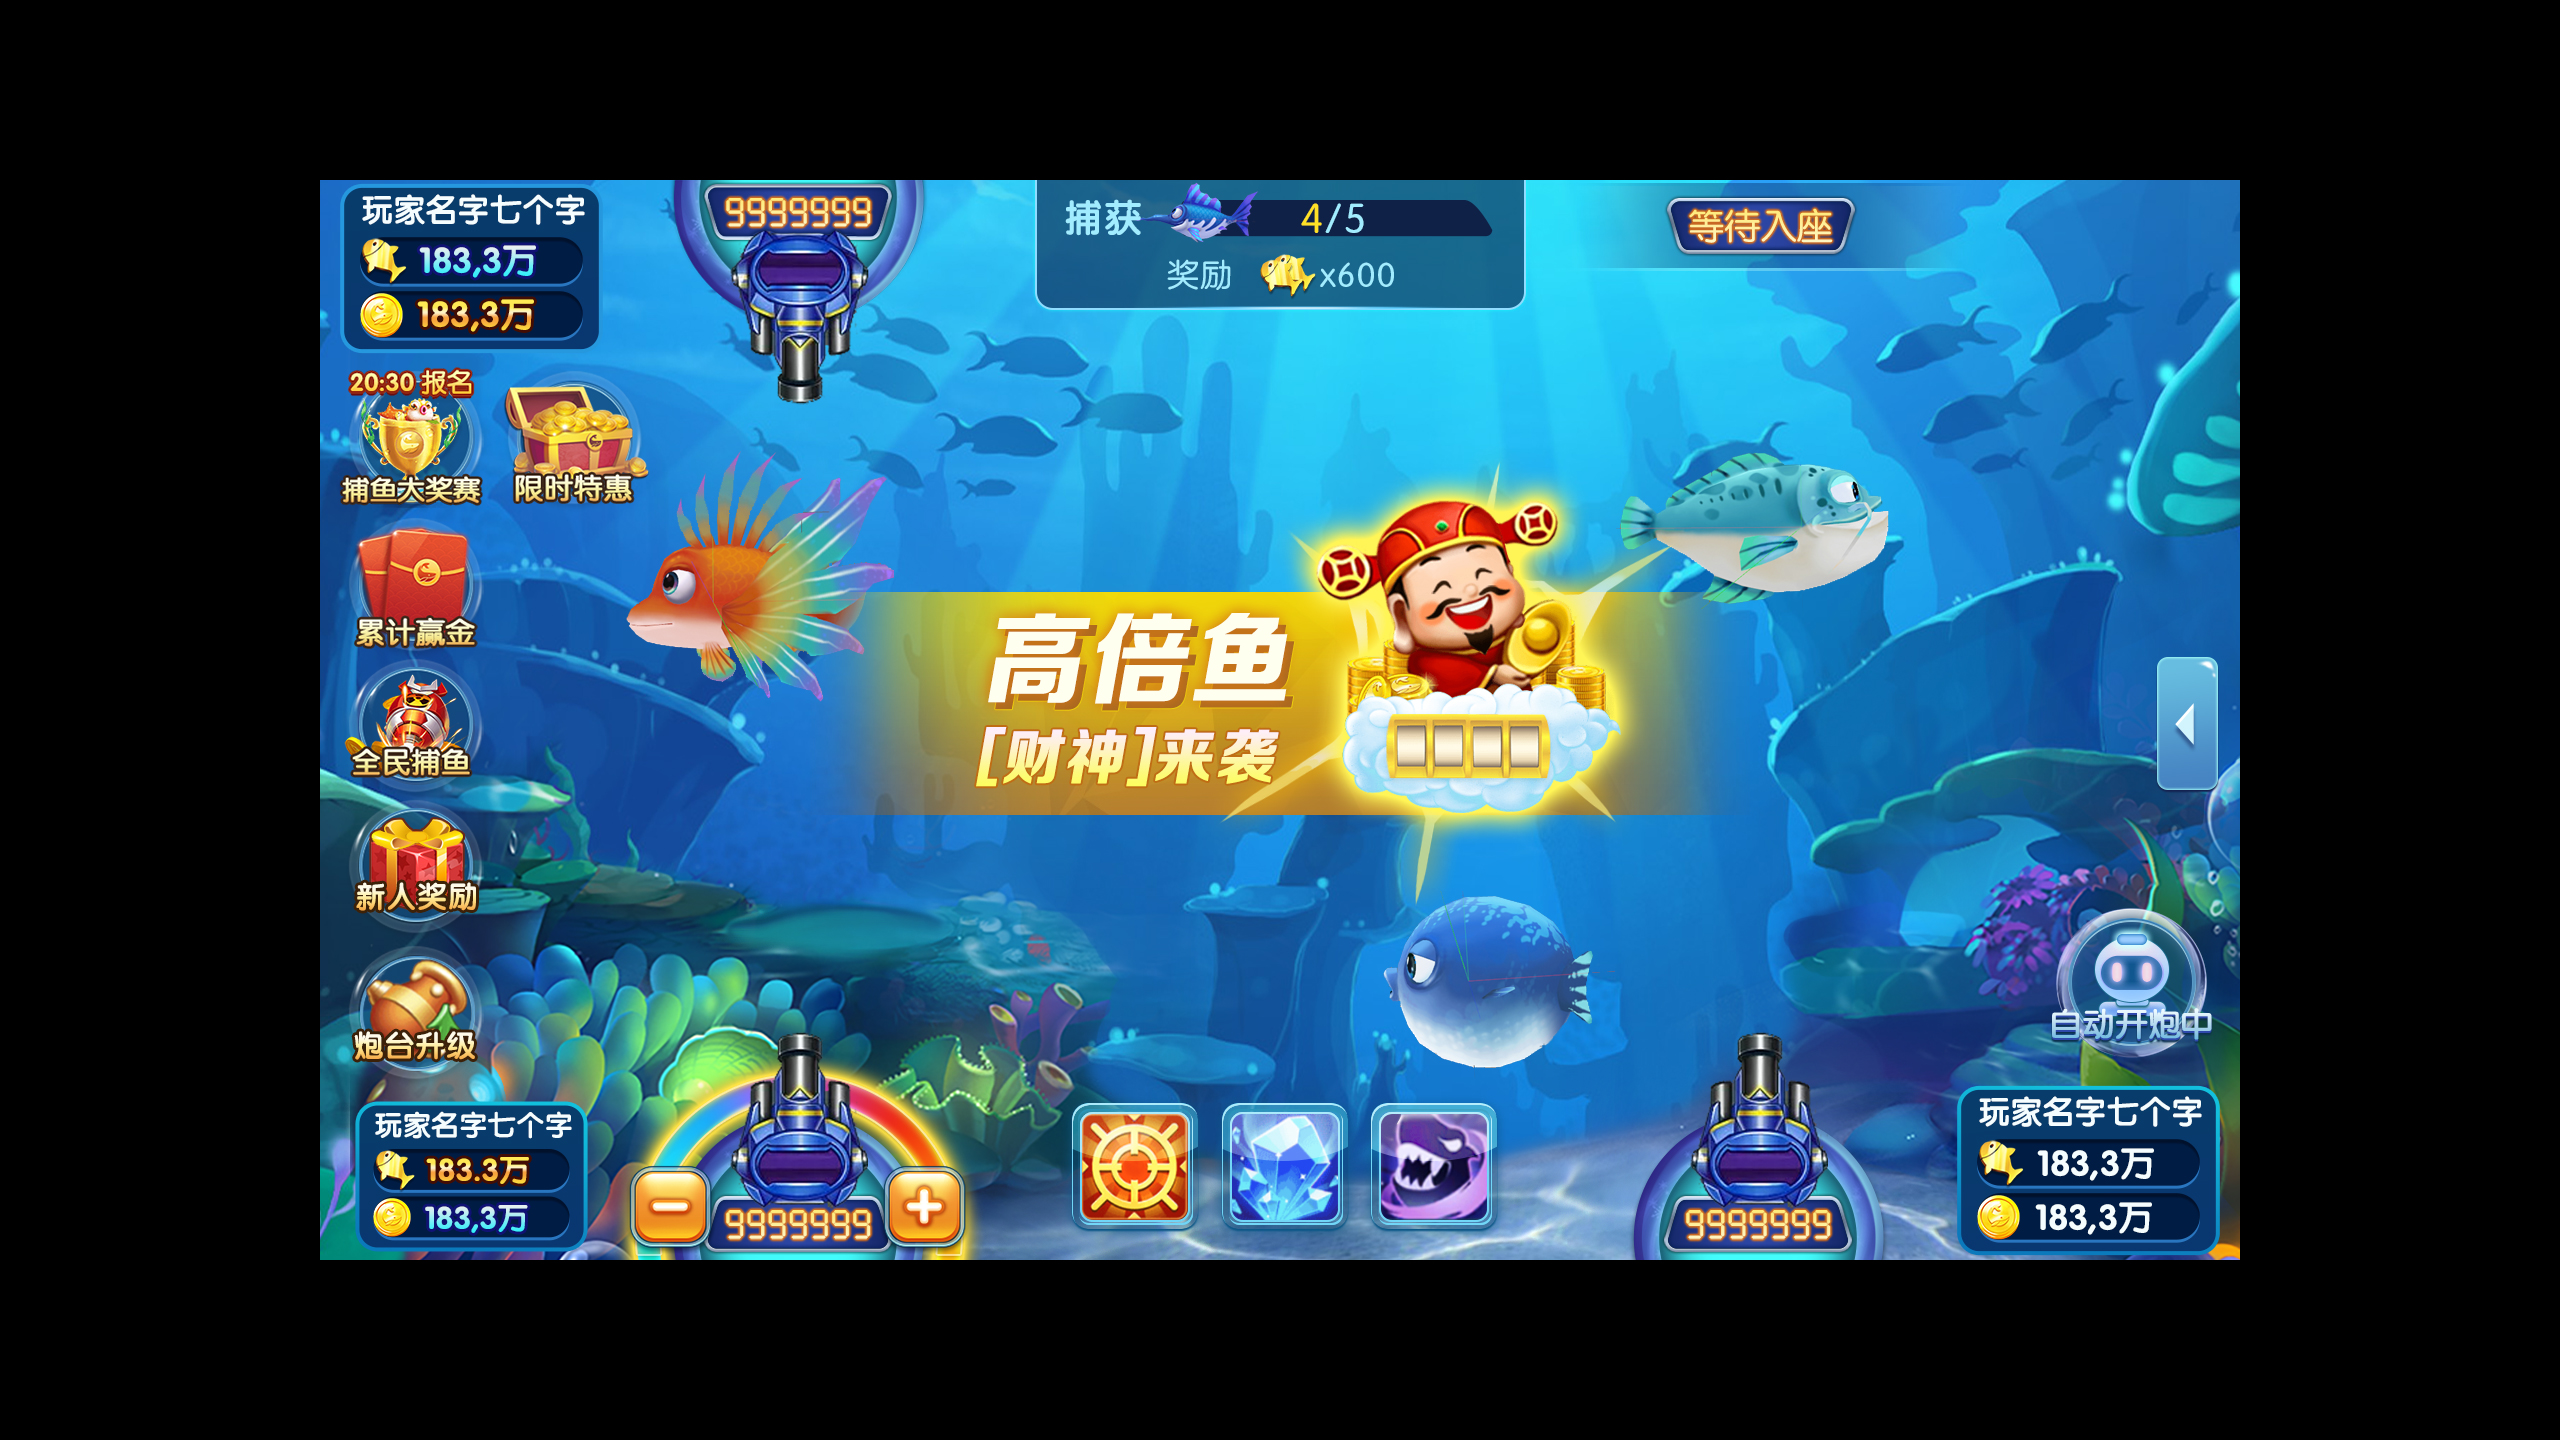 玩家名字七个字
183,3万
183,3万
9999999
捕获
4/5
奖励
x600
等待入座
20:30 报名
捕鱼大奖赛
限时特惠
累计赢金
全民捕鱼
新人奖励
炮台升级
高倍鱼
[财神]来袭
自动开炮中
玩家名字七个字
183.3万
183,3万
9999999
9999999
玩家名字七个字
183,3万
183,3万